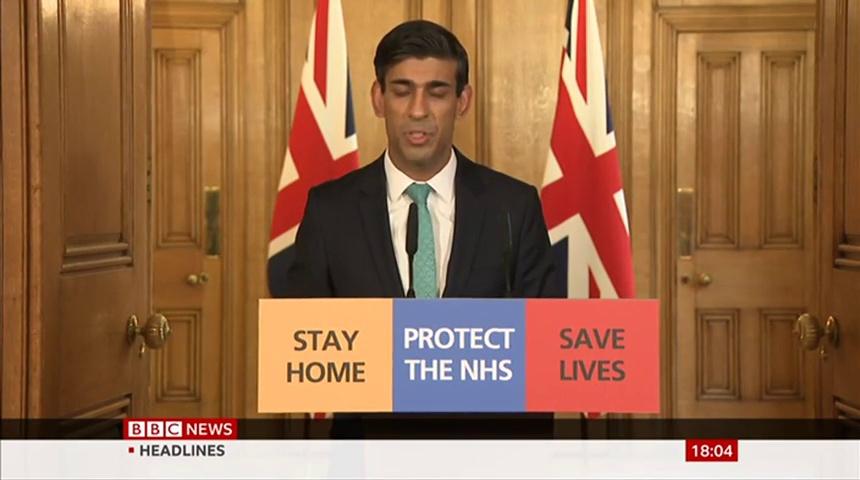 STAY
HOME
PROTECT
THE NHS
SAVE
LIVES
BBC NEWS
HEADLINES
18:04